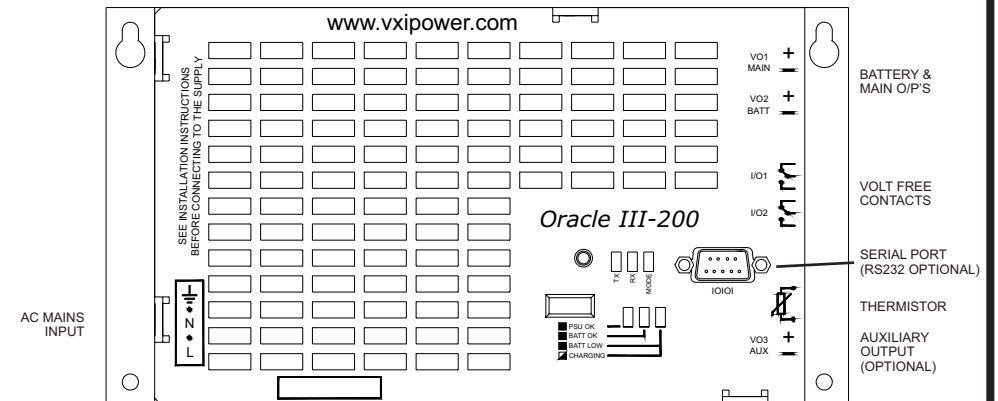 www.vxipower.com
SEE INSTALLATION INSTRUCTIONS
BEFORE CONNECTING TO THE SUPPLY
VO1 +
MAIN
VO2 +
BATT
BATTERY &
MAIN O/P'S
I/O1
I/O2
VOLT FREE
CONTACTS
Oracle III-200
TX
RX
MODE
IOIOI
SERIAL PORT
(RS232 OPTIONAL)
THERMISTOR
AC MAINS
INPUT
N
L
PSU OK
BATT OK
BATT LOW
CHARGING
VO3 +
AUX
AUXILIARY
OUTPUT
(OPTIONAL)